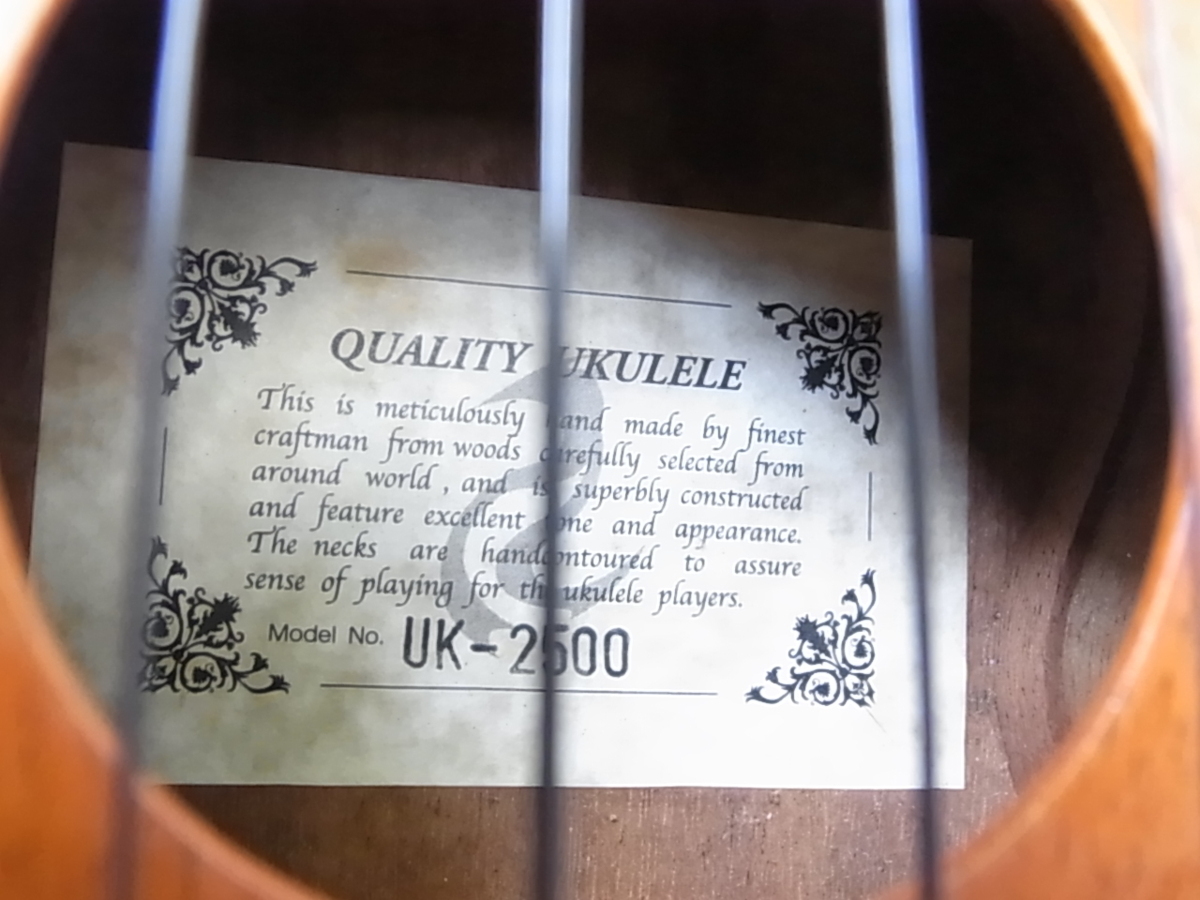 QUALITY UKULELE
This is meticulously hand made by finest
craftman from woods carefully selected from
around world , and is superbly constructed
and feature excellent tone and appearance.
The necks are handcontoured to assure
sense of playing for the ukulele players.
Model No. UK-2500